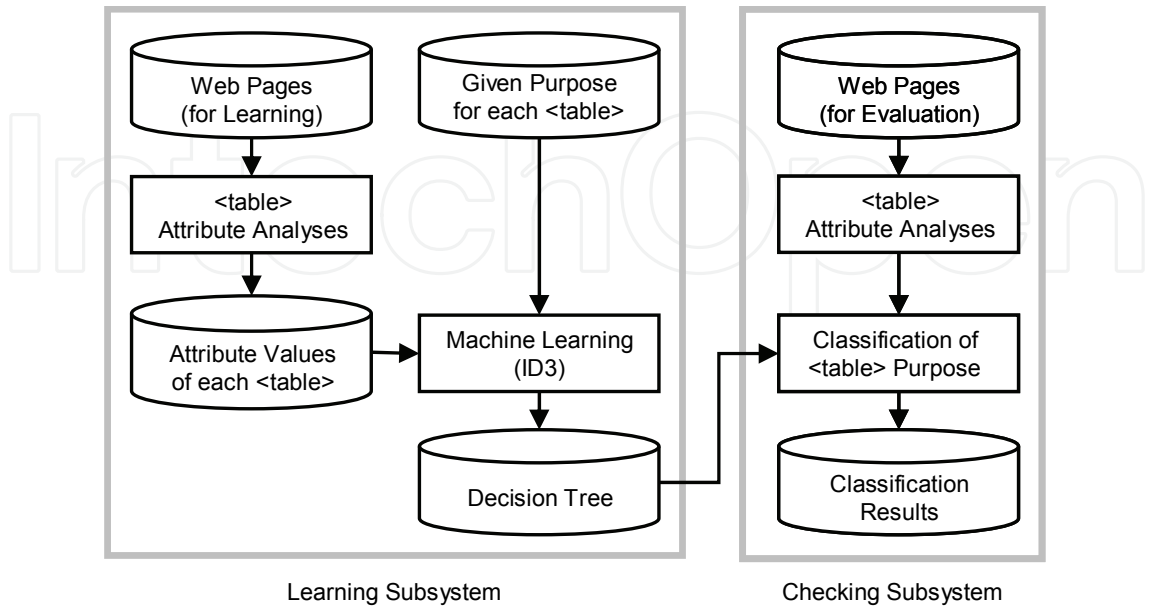 Web Pages
(for Learning)
Given Purpose
for each <table>
Web Pages
(for Evaluation)
<table>
Attribute Analyses
<table>
Attribute Analyses
Attribute Values
of each <table>
Machine Learning
(ID3)
Classification of
<table> Purpose
Decision Tree
Classification
Results
Learning Subsystem
Checking Subsystem
IntechOpen